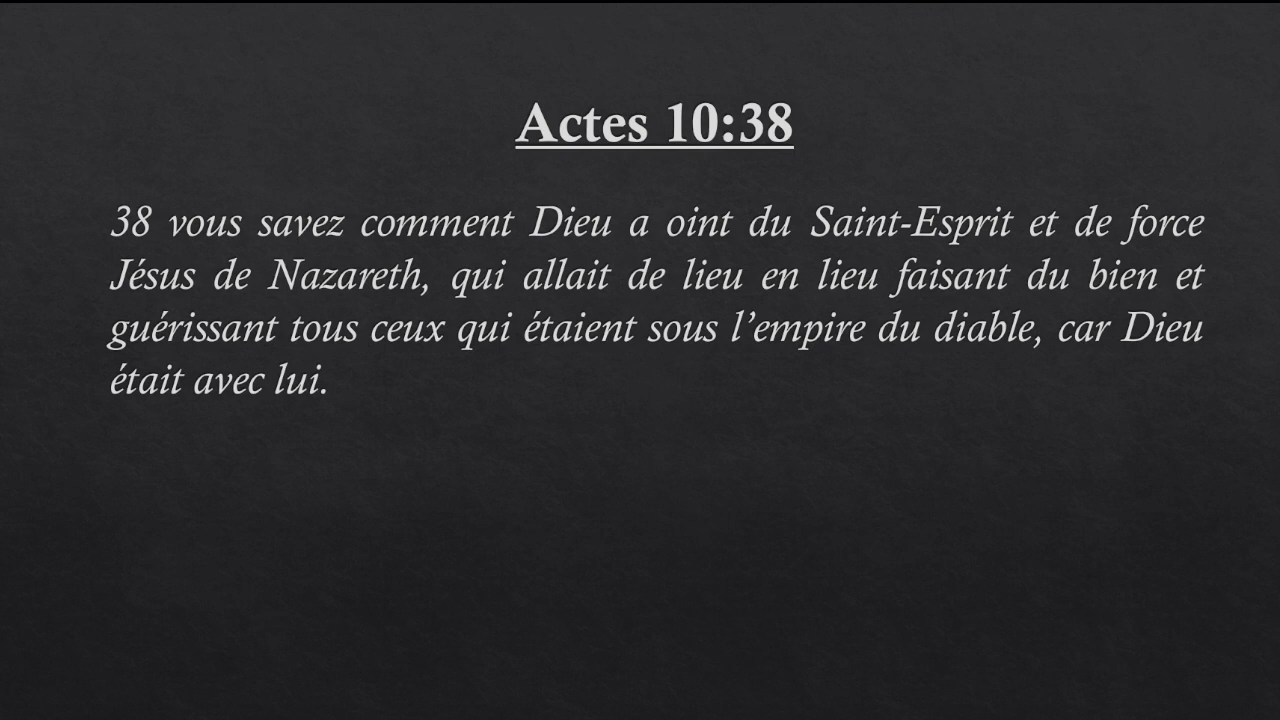 Actes 10:38
38 vous savez comment Dieu a oint du Saint-Esprit et de force
Jésus de Nazareth, qui allait de lieu en lieu faisant du bien et
guérissant tous ceux qui étaient sous l’empire du diable, car Dieu
était avec lui.